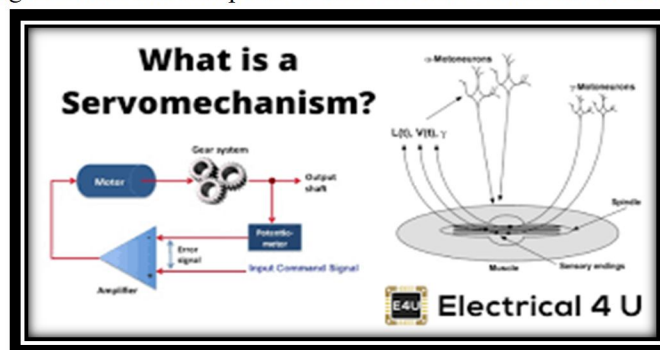 What is a
Servomechanism?
Gear system
Motor
Output
shaft
Potentio-
meter
Error
signal
Input Command Signal
Amplifier
α-Motoneurons
γ-Motoneurons
L(t), V(t), γ
Spindle
Muscle
Sensory endings
E4U
Electrical 4 U